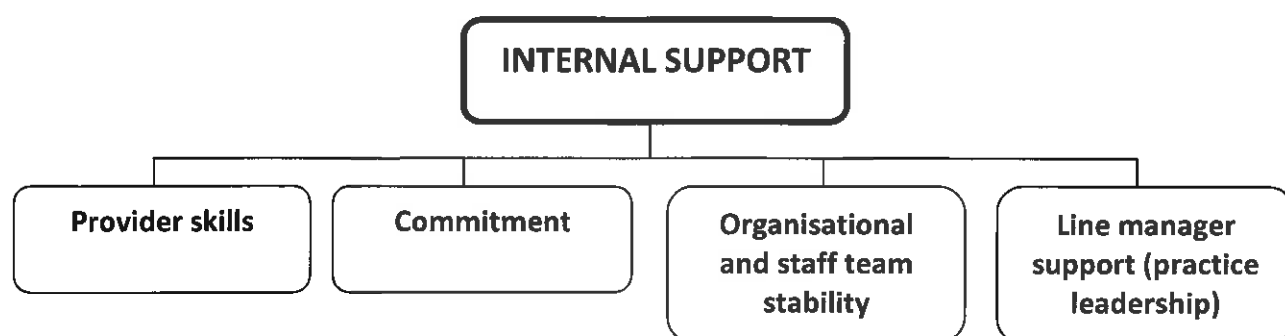 INTERNAL SUPPORT
Provider skills
Commitment
Organisational
and staff team
stability
Line manager
support (practice
leadership)